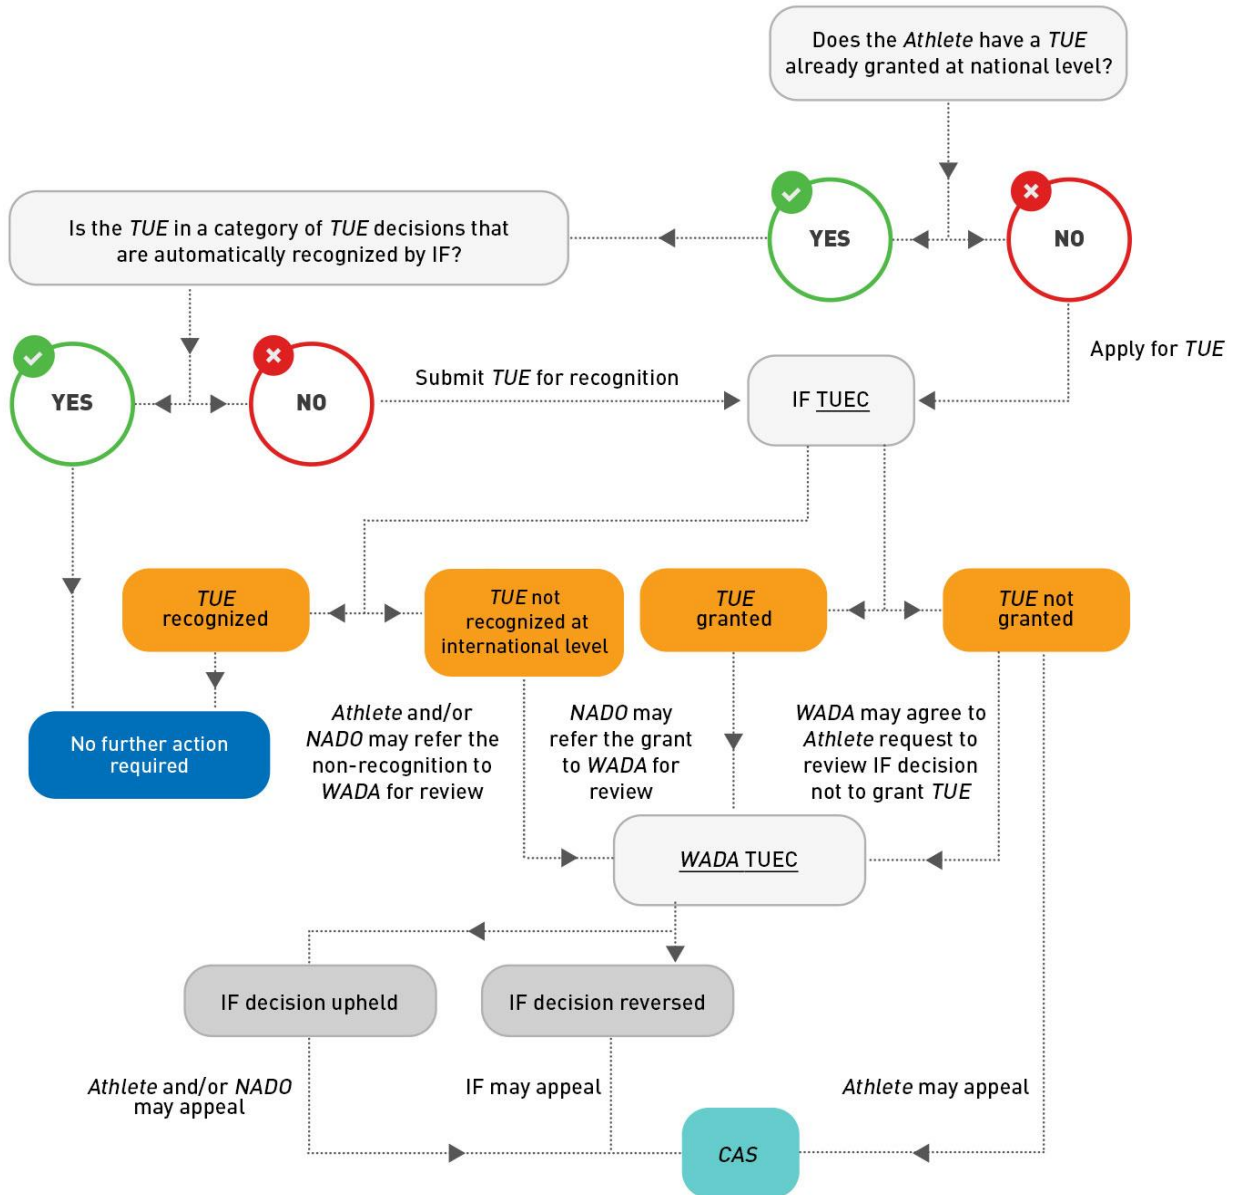 Does the Athlete have a TUE
already granted at national level?
YES
NO
Is the TUE in a category of TUE decisions that
are automatically recognized by IF?
Apply for TUE
YES
NO
Submit TUE for recognition
IF TUEC
TUE
recognized
TUE not
recognized at
international level
TUE
granted
TUE not
granted
No further action
required
Athlete and/or
NADO may refer the
non-recognition to
WADA for review
NADO may
refer the grant
to WADA for
review
WADA may agree to
Athlete request to
review IF decision
not to grant TUE
WADA TUEC
IF decision upheld
IF decision reversed
Athlete and/or NADO
may appeal
IF may appeal
Athlete may appeal
CAS